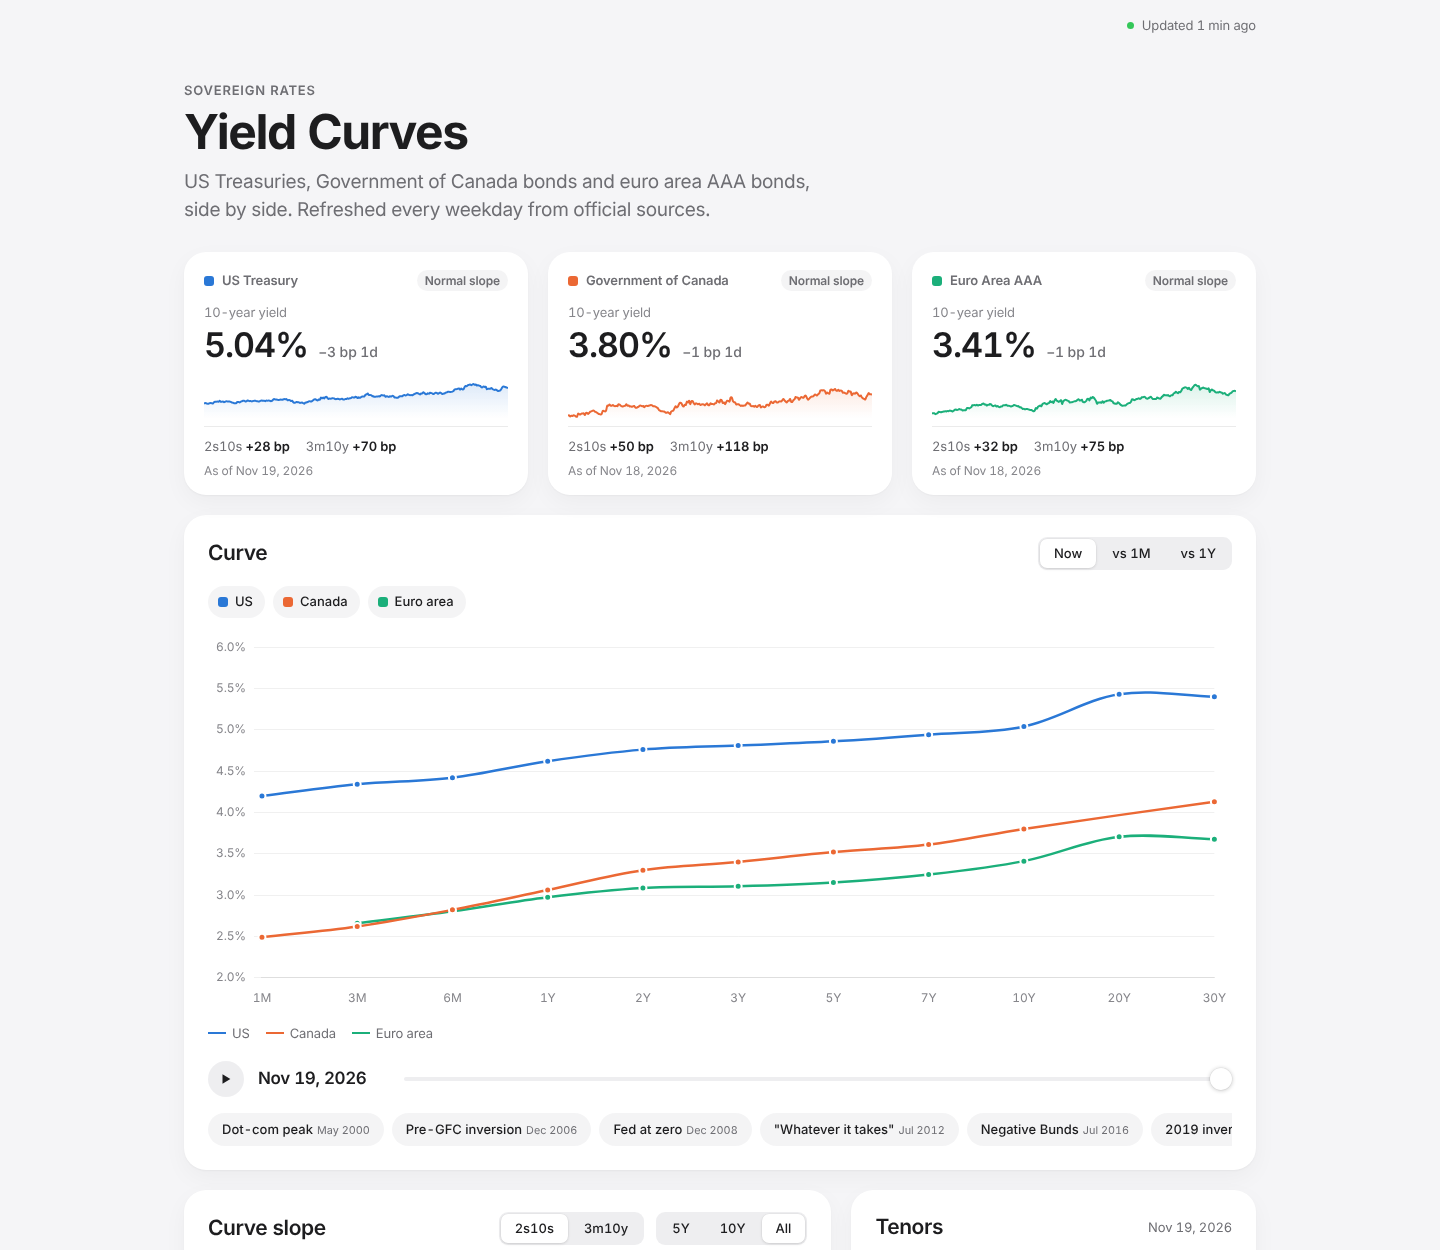 Updated 1 min ago
SOVEREIGN RATES
Yield Curves
US Treasuries, Government of Canada bonds and euro area AAA bonds,
side by side. Refreshed every weekday from official sources.
US Treasury Normal slope
10-year yield
5.04% −3 bp 1d
2s10s +28 bp 3m10y +70 bp
As of Nov 19, 2026
Government of Canada Normal slope
10-year yield
3.80% −1 bp 1d
2s10s +50 bp 3m10y +118 bp
As of Nov 18, 2026
Euro Area AAA Normal slope
10-year yield
3.41% −1 bp 1d
2s10s +32 bp 3m10y +75 bp
As of Nov 18, 2026
Curve Now vs 1M vs 1Y
US Canada Euro area
6.0%
5.5%
5.0%
4.5%
4.0%
3.5%
3.0%
2.5%
2.0%
1M 3M 6M 1Y 2Y 3Y 5Y 7Y 10Y 20Y 30Y
US Canada Euro area
Nov 19, 2026
Dot-com peak May 2000 Pre-GFC inversion Dec 2006 Fed at zero Dec 2008 "Whatever it takes" Jul 2012 Negative Bunds Jul 2016 2019 inver
Curve slope 2s10s 3m10y 5Y 10Y All
Tenors Nov 19, 2026